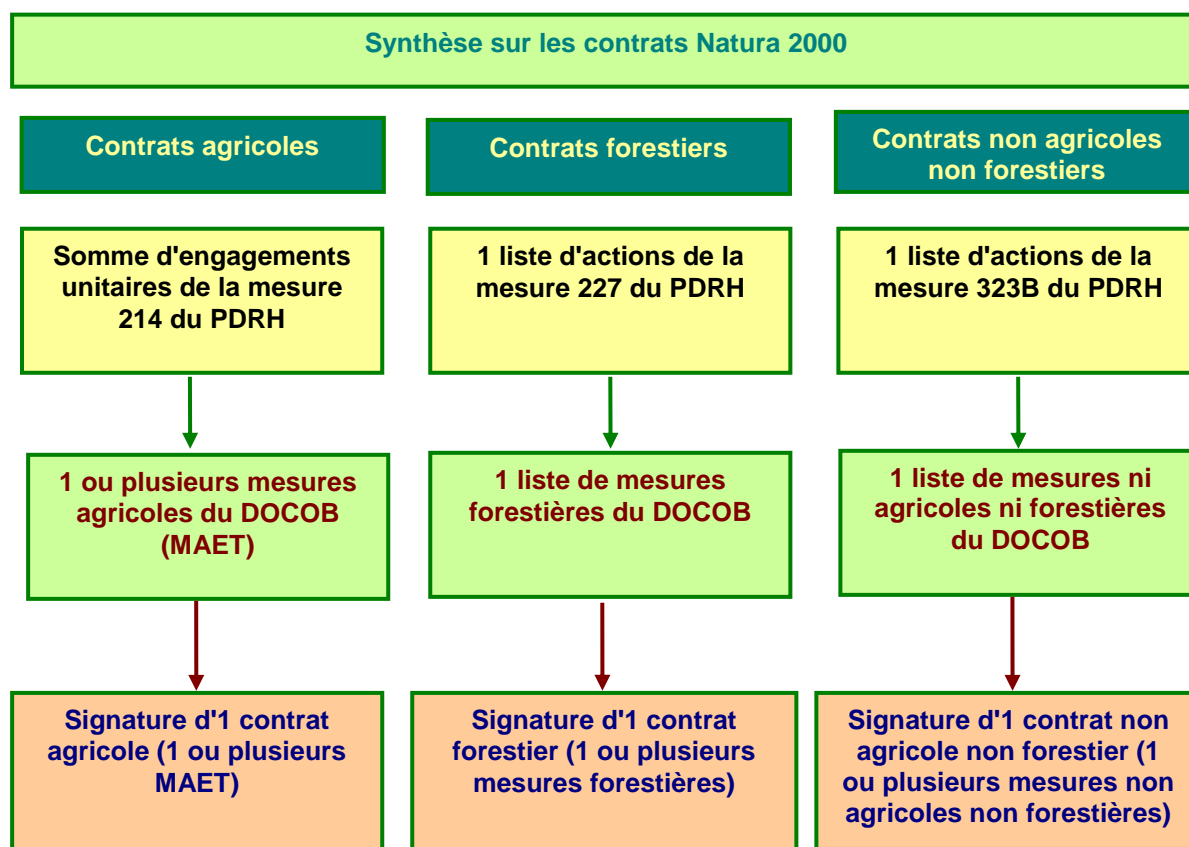 Synthèse sur les contrats Natura 2000
Contrats agricoles
Contrats forestiers
Contrats non agricoles
non forestiers
Somme d'engagements
unitaires de la mesure
214 du PDRH
1 liste d'actions de la
mesure 227 du PDRH
1 liste d'actions de la
mesure 323B du PDRH
1 ou plusieurs mesures
agricoles du DOCOB
(MAET)
1 liste de mesures
forestières du DOCOB
1 liste de mesures ni
agricoles ni forestières
du DOCOB
Signature d'1 contrat
agricole (1 ou plusieurs
MAET)
Signature d'1 contrat
forestier (1 ou plusieurs
mesures forestières)
Signature d'1 contrat non
agricole non forestier (1
ou plusieurs mesures non
agricoles non forestières)